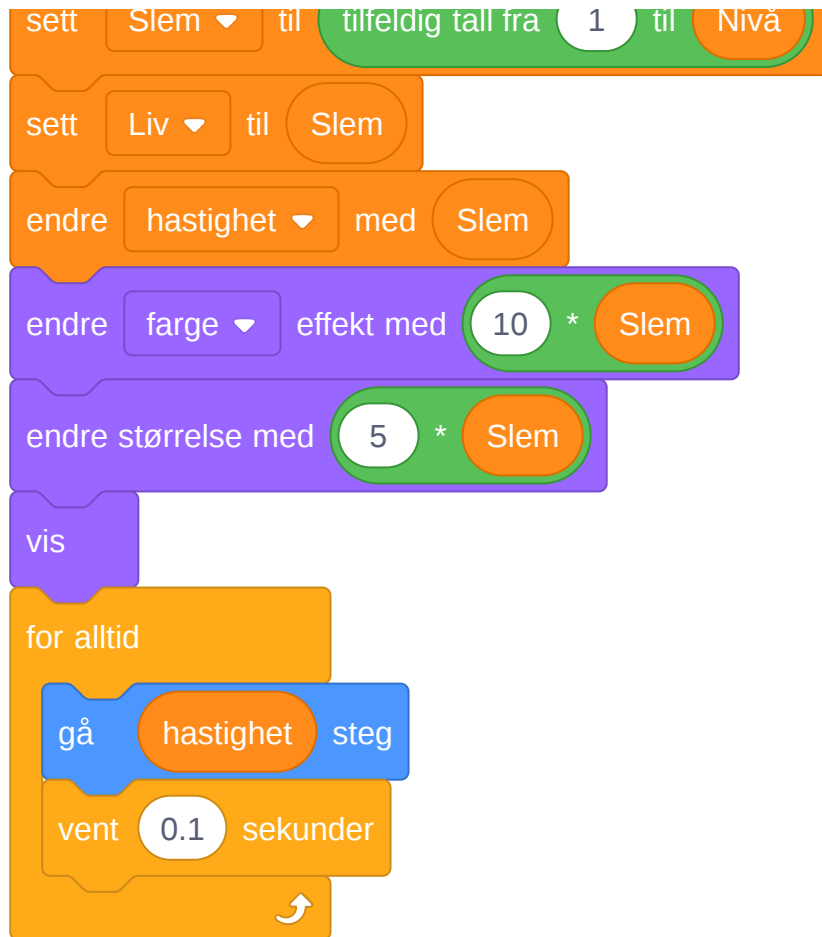 sett Slem til tilfeldig tall fra 1 til Nivå
sett Liv til Slem
endre hastighet med Slem
endre farge effekt med 10 * Slem
endre størrelse med 5 * Slem
vis
for alltid
gå hastighet steg
vent 0.1 sekunder